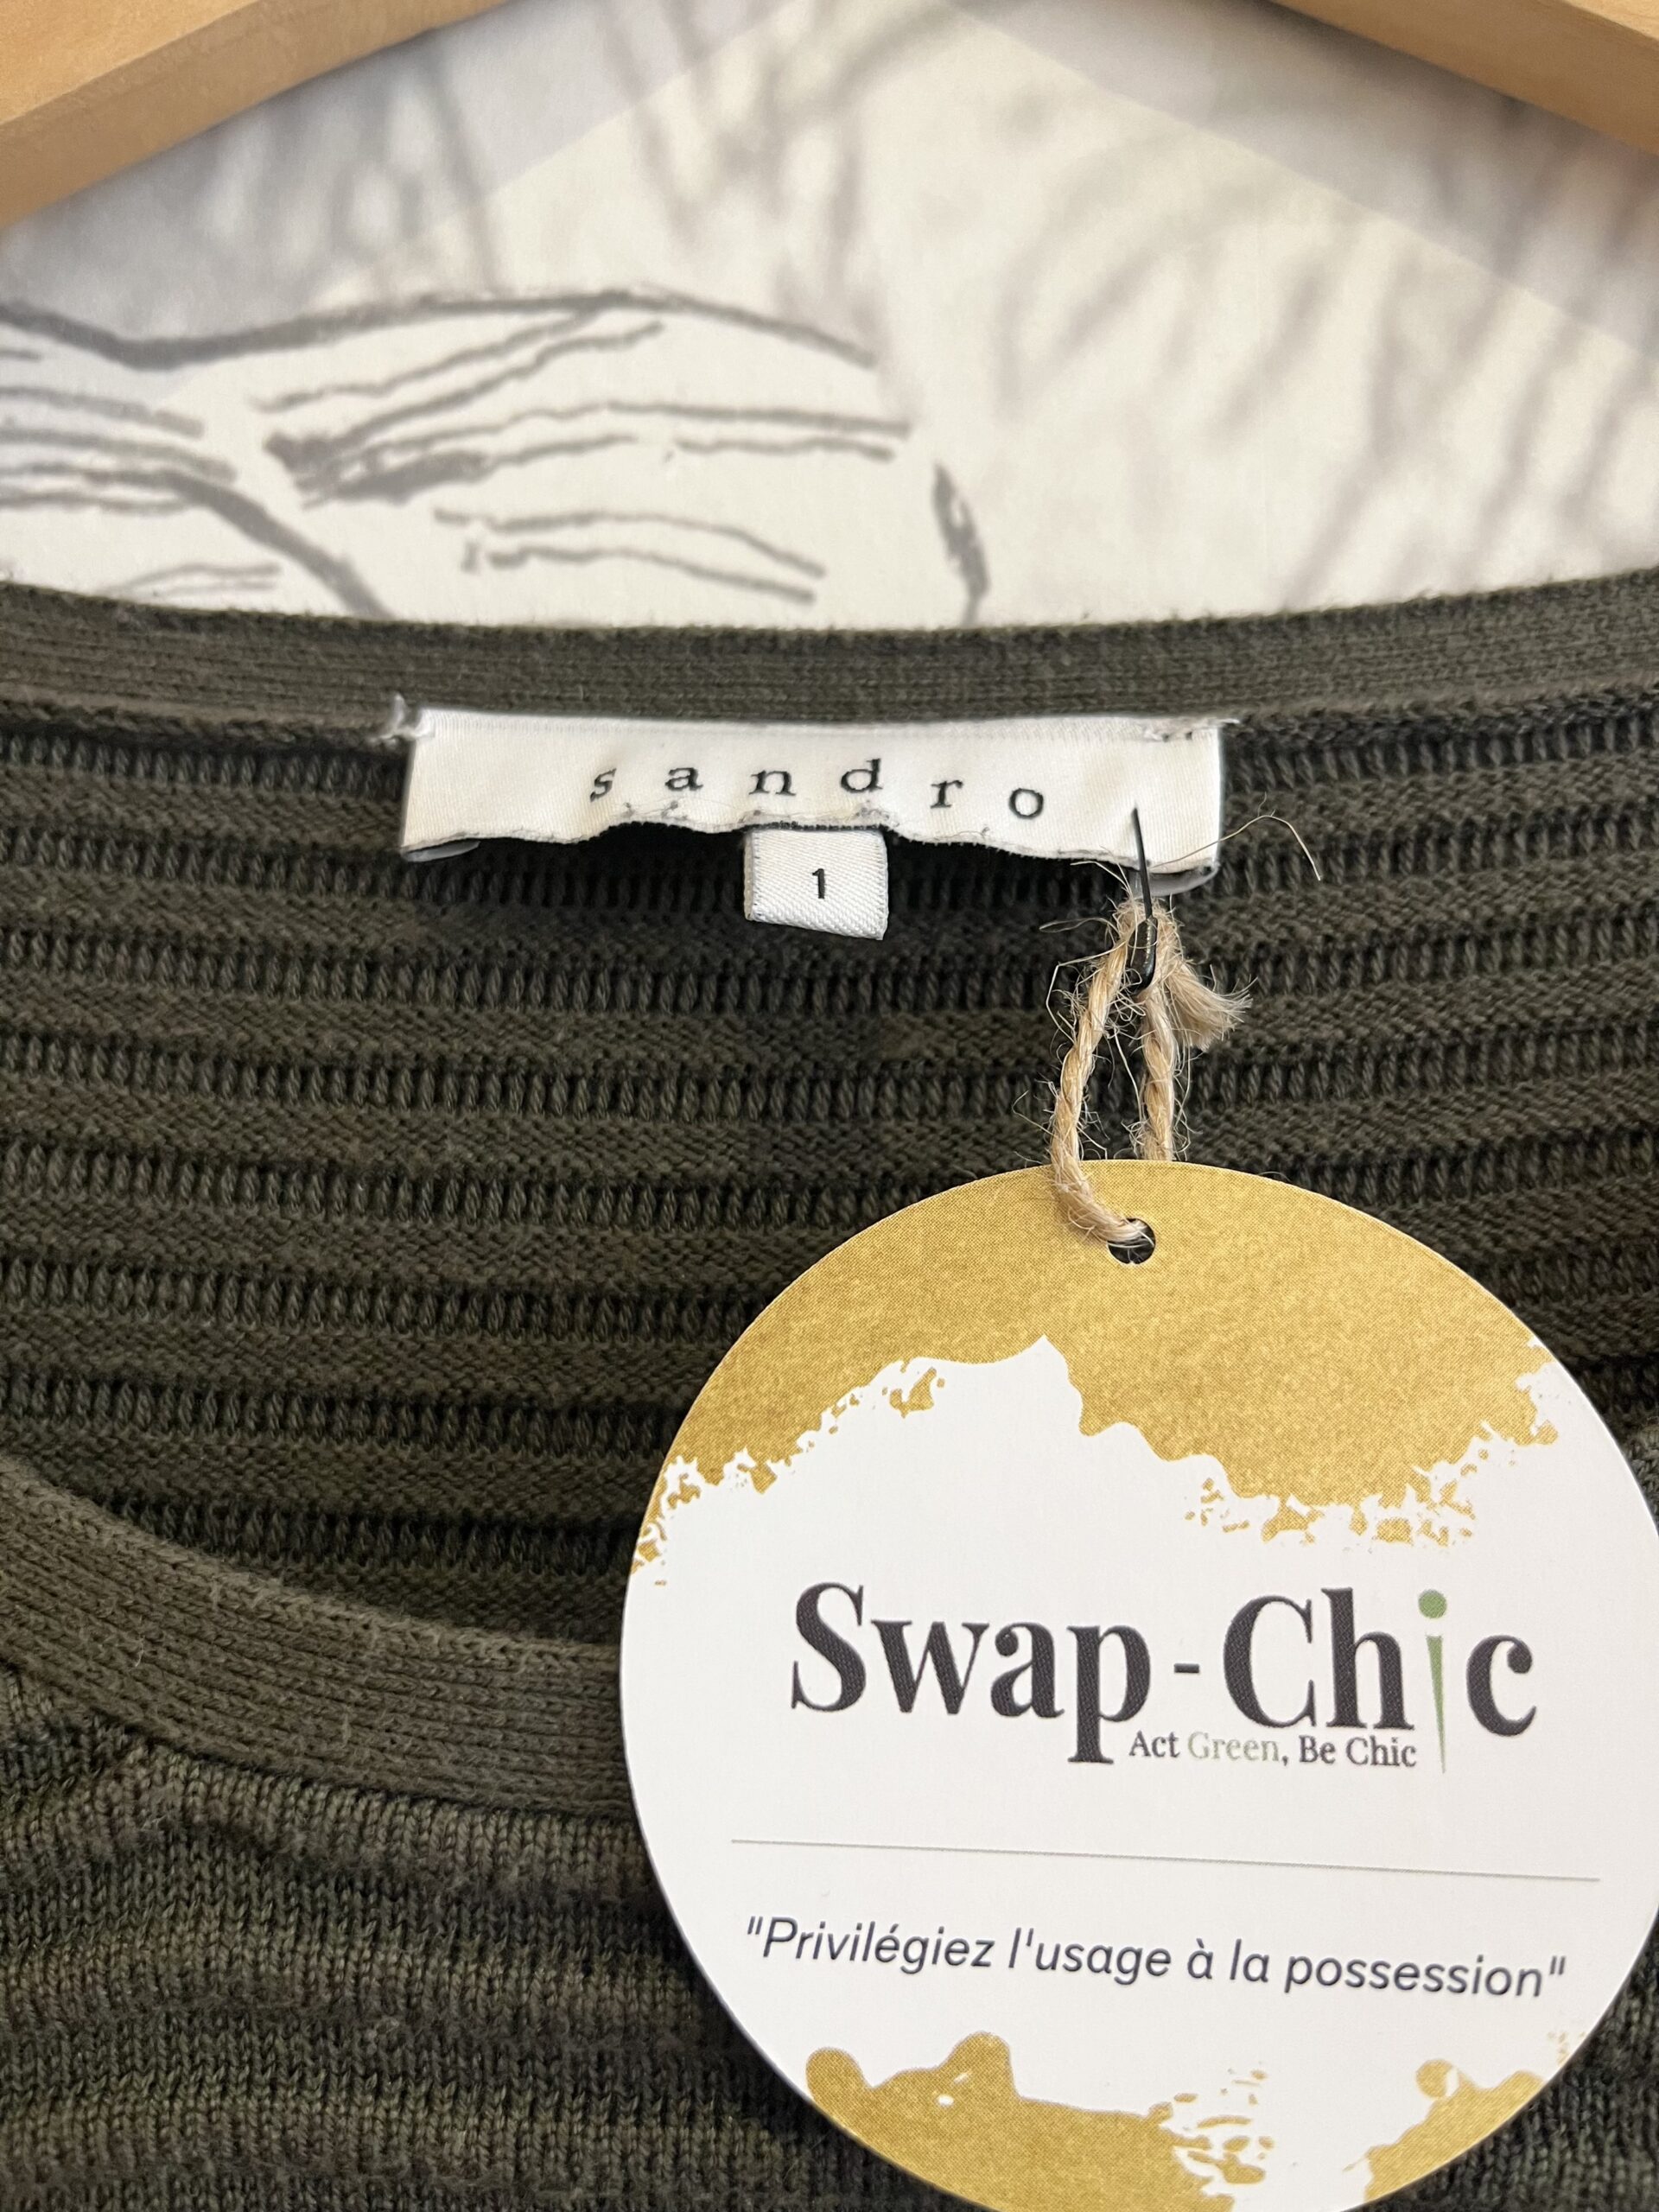 sandro
1
Swap-Chic
Act Green, Be Chic
"Privilégiez l'usage à la possession"